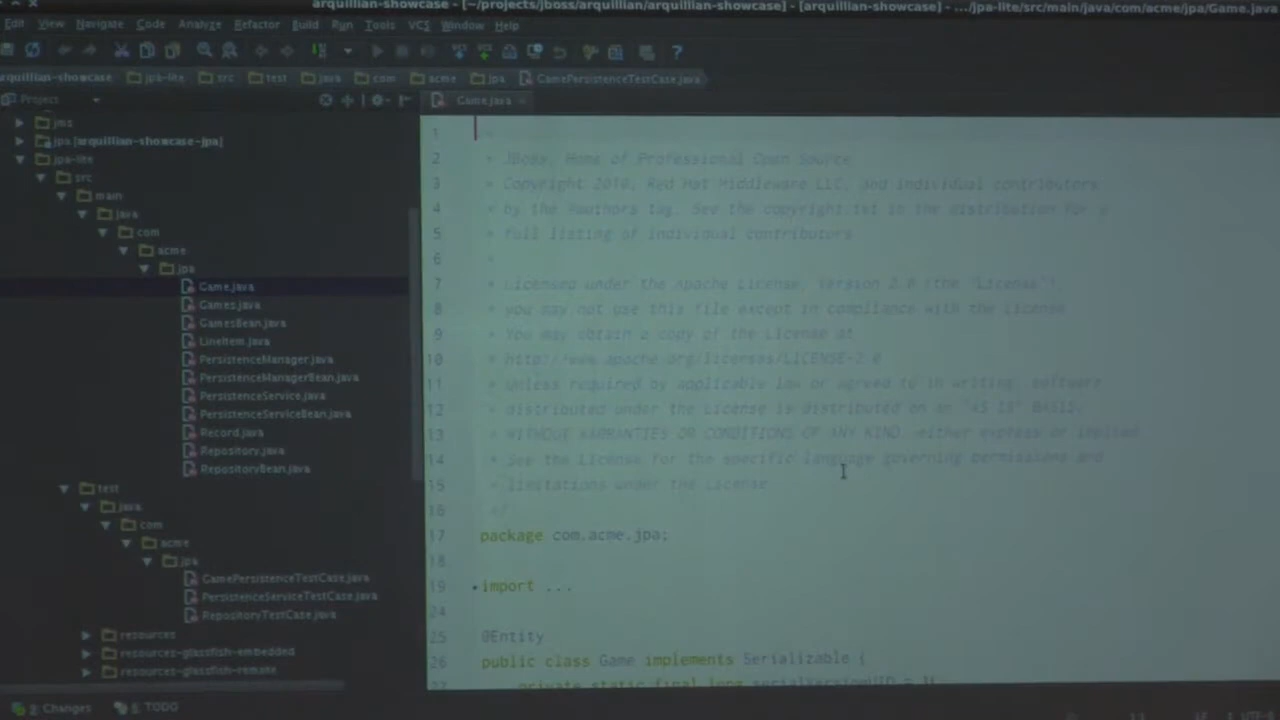 arquillian-showcase - [~/projects/jboss/arquillian/arquillian-showcase] - [arquillian-showcase] - .../jpa-lite/src/main/java/com/acme/jpa/Game.java
Edit View Navigate Code Analyze Refactor Build Run Tools VCS Window Help
arquillian-showcase jpa-lite src test java com acme jpa GamePersistenceTestCase.java
Project
Game.java
jms
jpa [arquillian-showcase-jpa]
jpa-lite
src
main
java
com
acme
jpa
Game.java
Games.java
GamesBean.java
LineItem.java
PersistenceManager.java
PersistenceManagerBean.java
PersistenceService.java
PersistenceServiceBean.java
Record.java
Repository.java
RepositoryBean.java
test
java
com
acme
jpa
GamePersistenceTestCase.java
PersistenceServiceTestCase.java
RepositoryTestCase.java
resources
resources-glassfish-embedded
resources-glassfish-remote
1
2 * JBoss, Home of Professional Open Source
3 * Copyright 2010, Red Hat Middleware LLC, and individual contributors
4 * by the @authors tag. See the copyright.txt in the distribution for a
5 * full listing of individual contributors.
6 *
7 * Licensed under the Apache License, Version 2.0 (the "License");
8 * you may not use this file except in compliance with the License.
9 * You may obtain a copy of the License at
10 * http://www.apache.org/licenses/LICENSE-2.0
11 * Unless required by applicable law or agreed to in writing, software
12 * distributed under the License is distributed on an "AS IS" BASIS,
13 * WITHOUT WARRANTIES OR CONDITIONS OF ANY KIND, either express or implied.
14 * See the License for the specific language governing permissions and
15 * limitations under the License.
16 */
17 package com.acme.jpa;
18
19 import ...
24
25 @Entity
26 public class Game implements Serializable {
27 private static final long serialVersionUID = 1L;
9: Changes 6: TODO